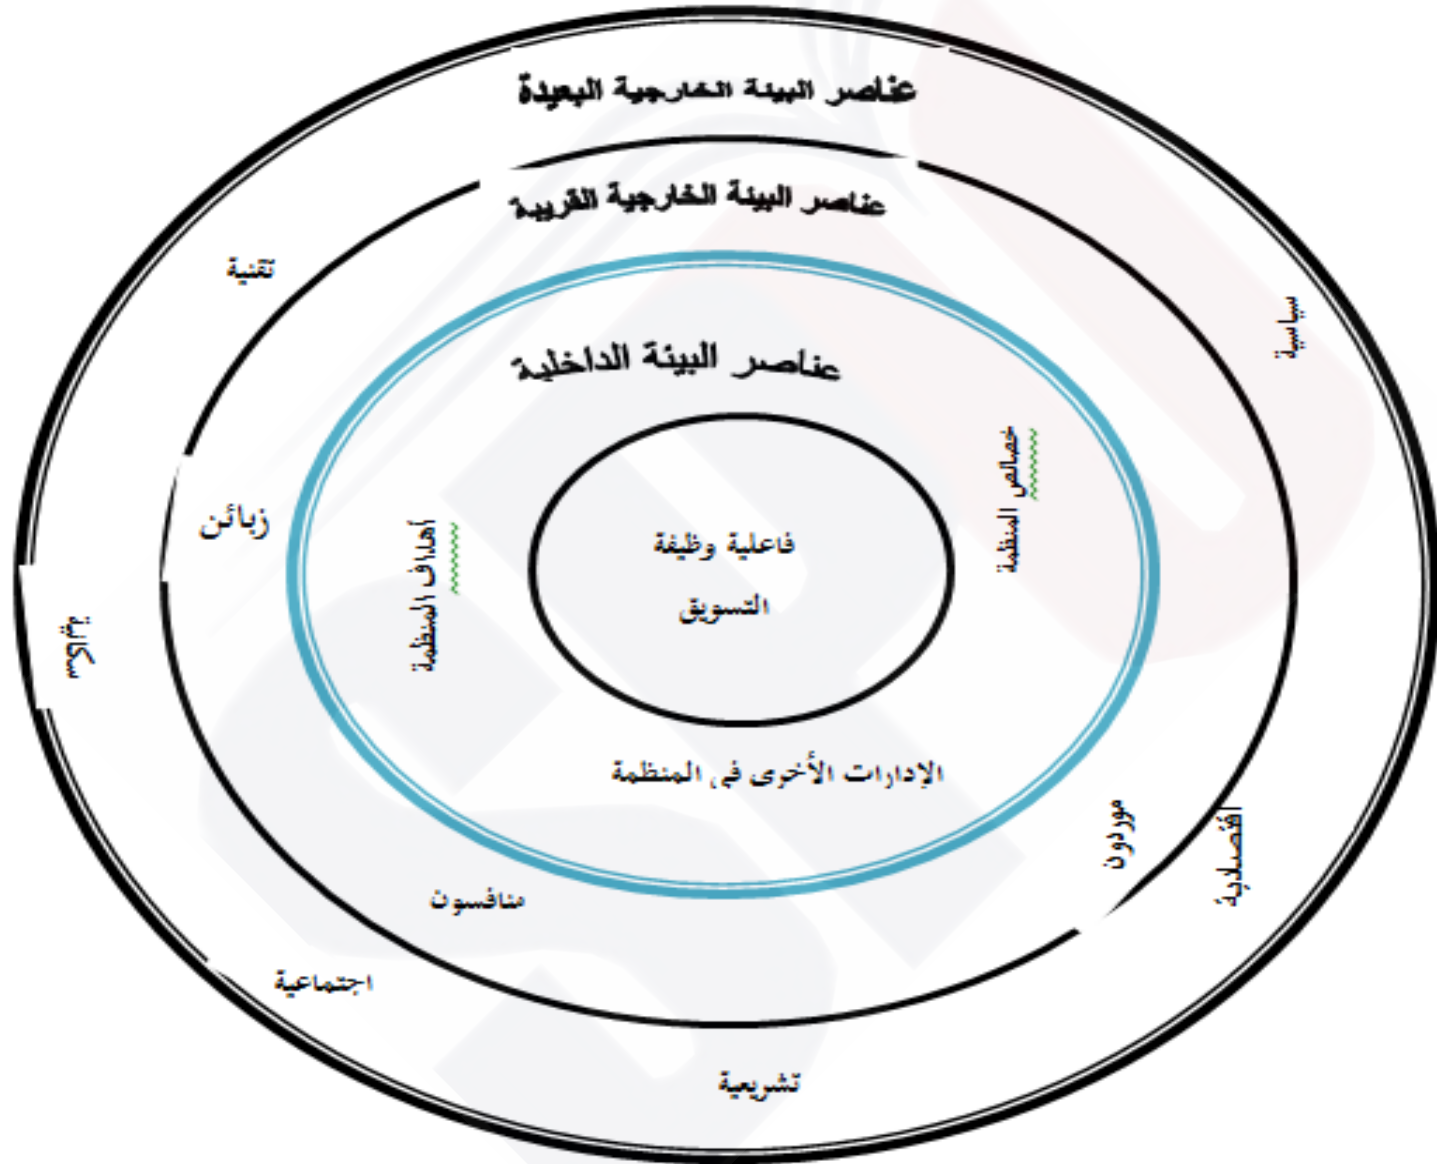 عناصر البيئة الخارجية البعيدة
عناصر البيئة الخارجية القريبة
تقنية
سياسية
عناصر البيئة الداخلية
خصائص المنظمة
زبائن
أهداف المنظمة
فاعلية وظيفة
التسويق
سكانية
الإدارات الأخرى في المنظمة
موردون
اقتصادية
منافسون
اجتماعية
تشريعية